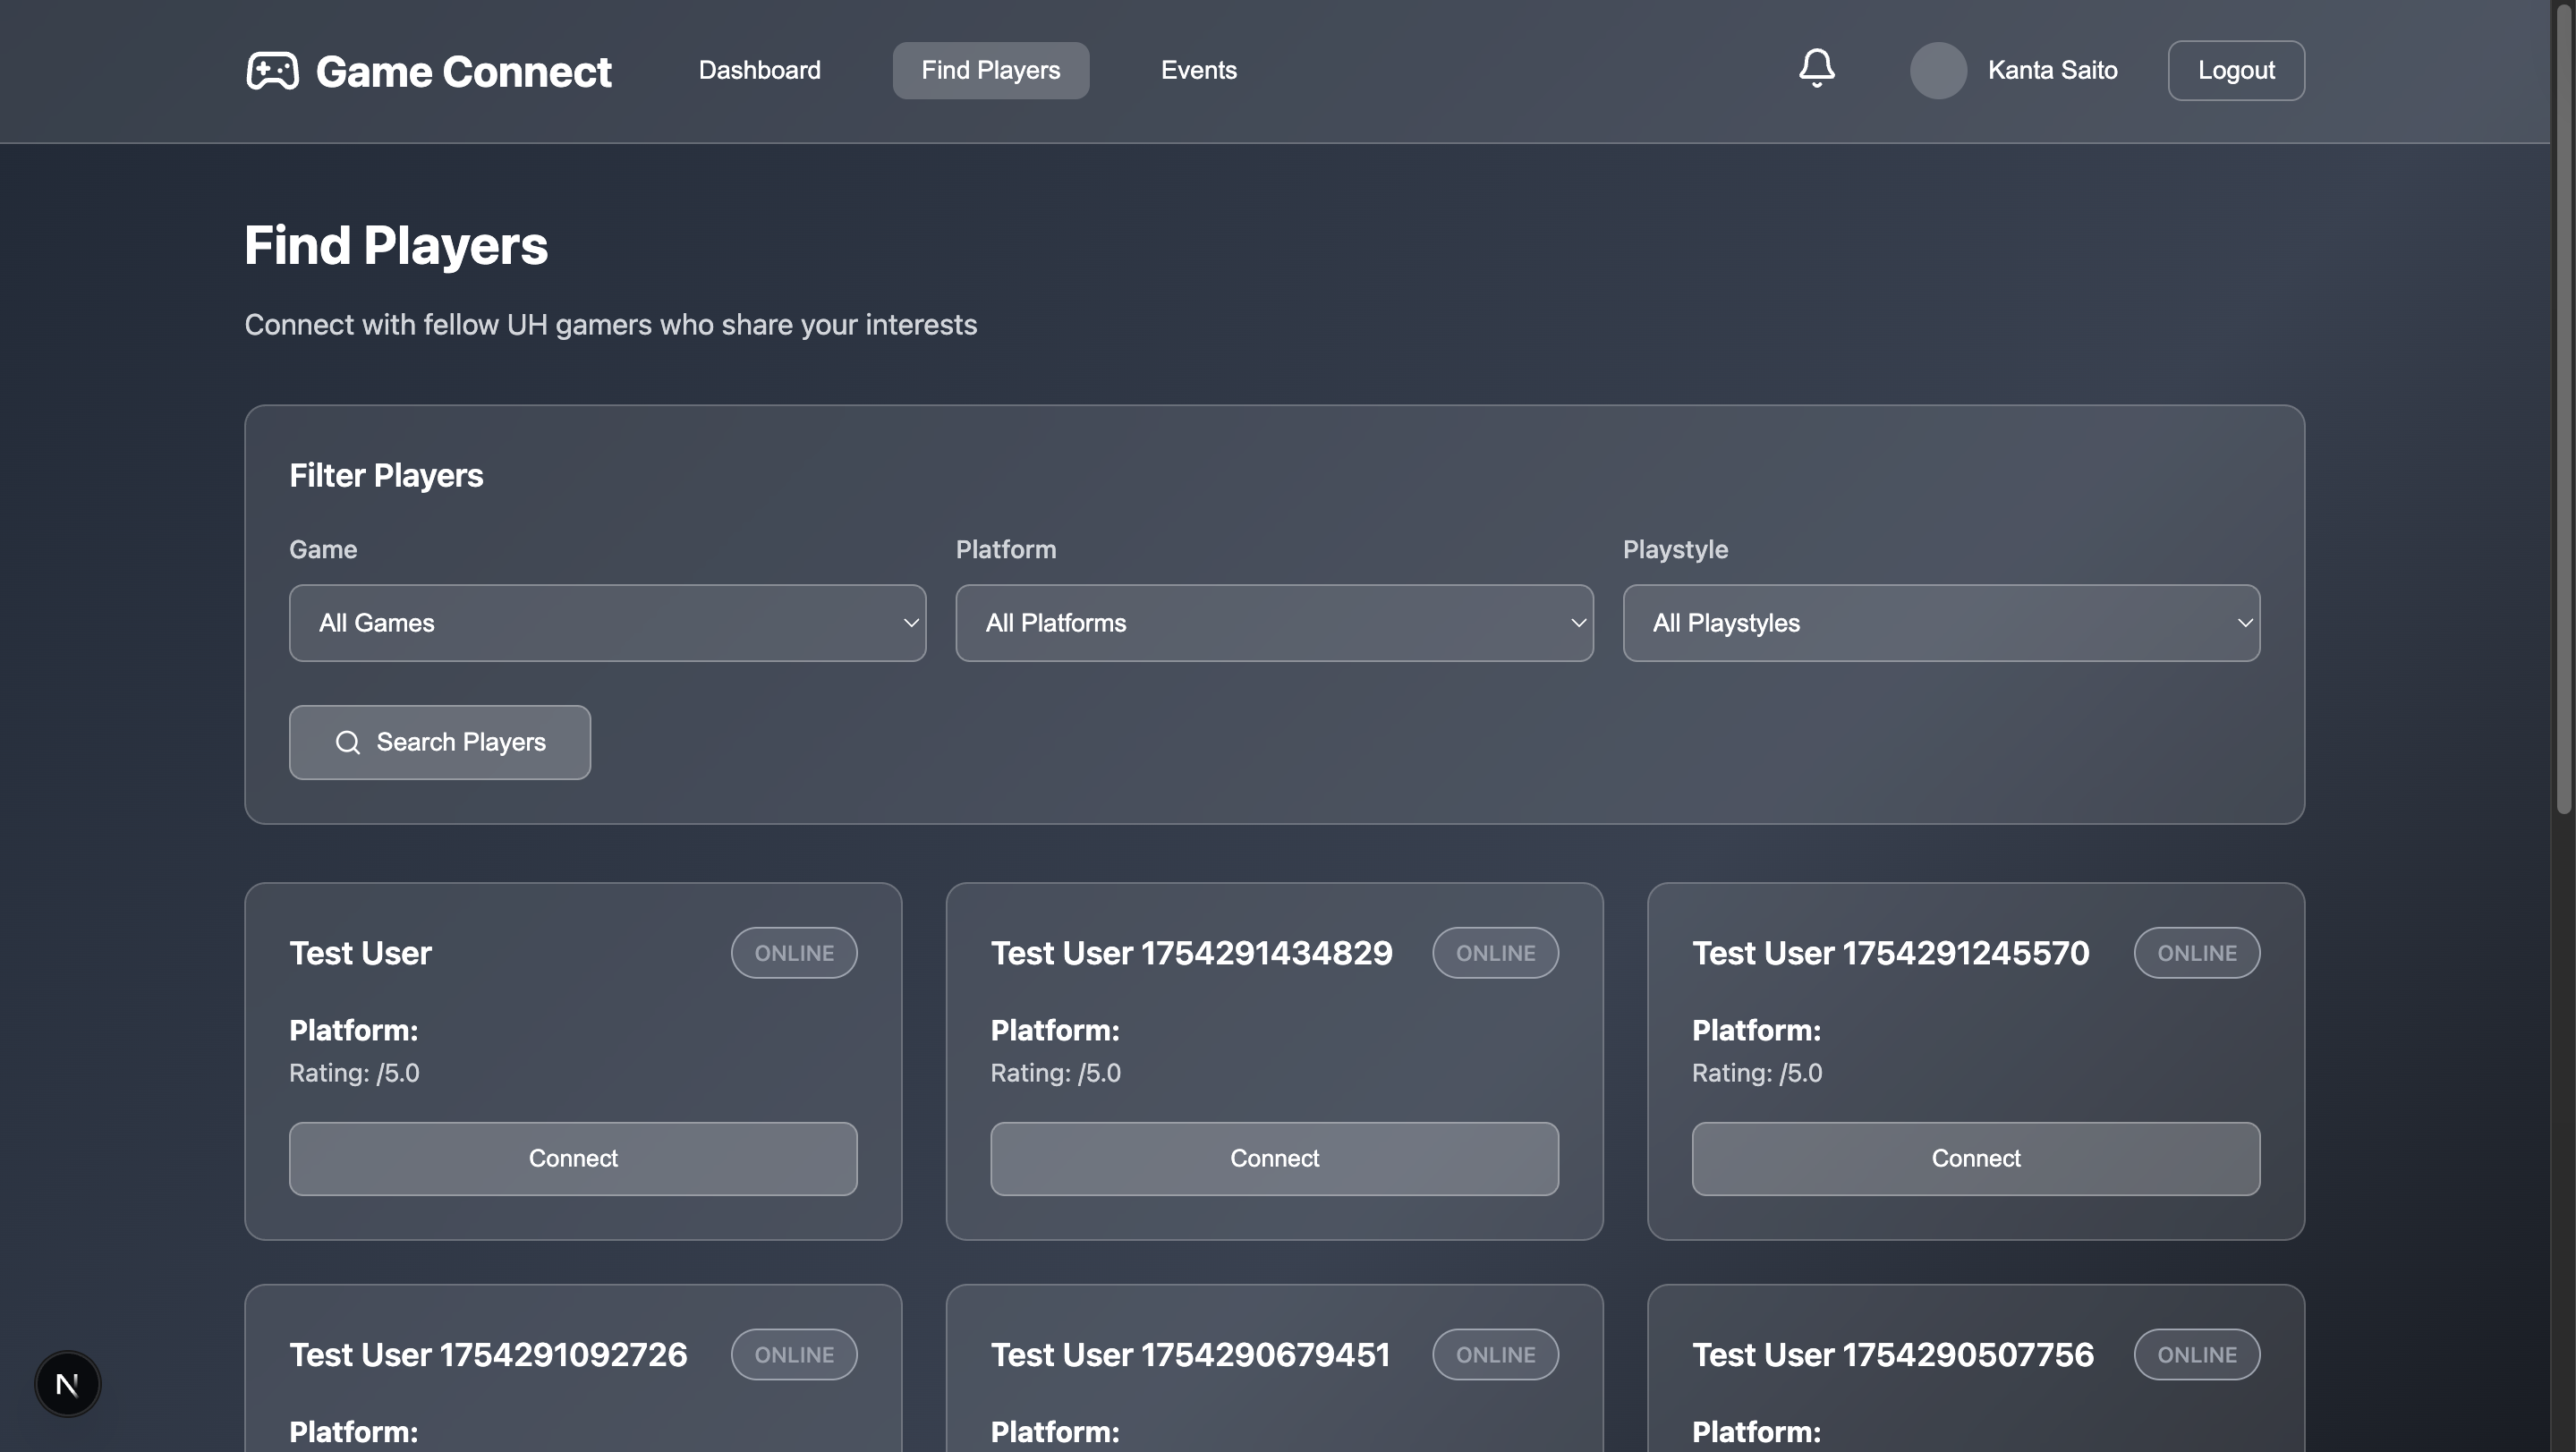 Game Connect
Dashboard
Find Players
Events
Kanta Saito
Logout
Find Players
Connect with fellow UH gamers who share your interests
Filter Players
Game
Platform
Playstyle
All Games
All Platforms
All Playstyles
Search Players
Test User
ONLINE
Platform:
Rating: /5.0
Connect
Test User 1754291434829
ONLINE
Platform:
Rating: /5.0
Connect
Test User 1754291245570
ONLINE
Platform:
Rating: /5.0
Connect
Test User 1754291092726
ONLINE
Platform:
Test User 1754290679451
ONLINE
Platform:
Test User 1754290507756
ONLINE
Platform:
N